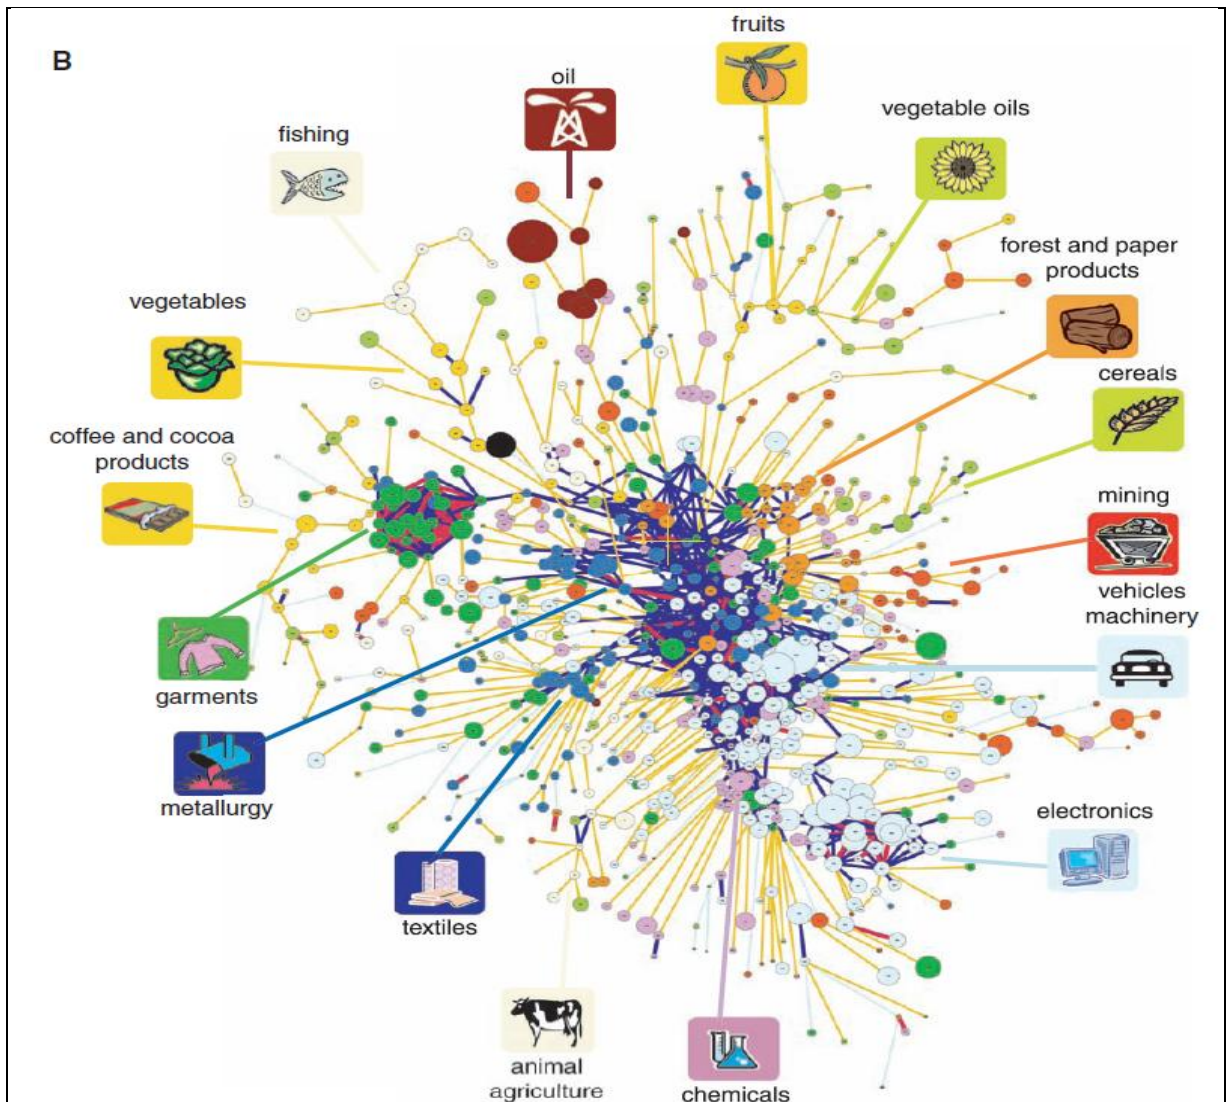 B
fruits
oil
vegetable oils
fishing
forest and paper
products
vegetables
cereals
coffee and cocoa
products
mining
vehicles
machinery
garments
metallurgy
electronics
textiles
animal
agriculture
chemicals